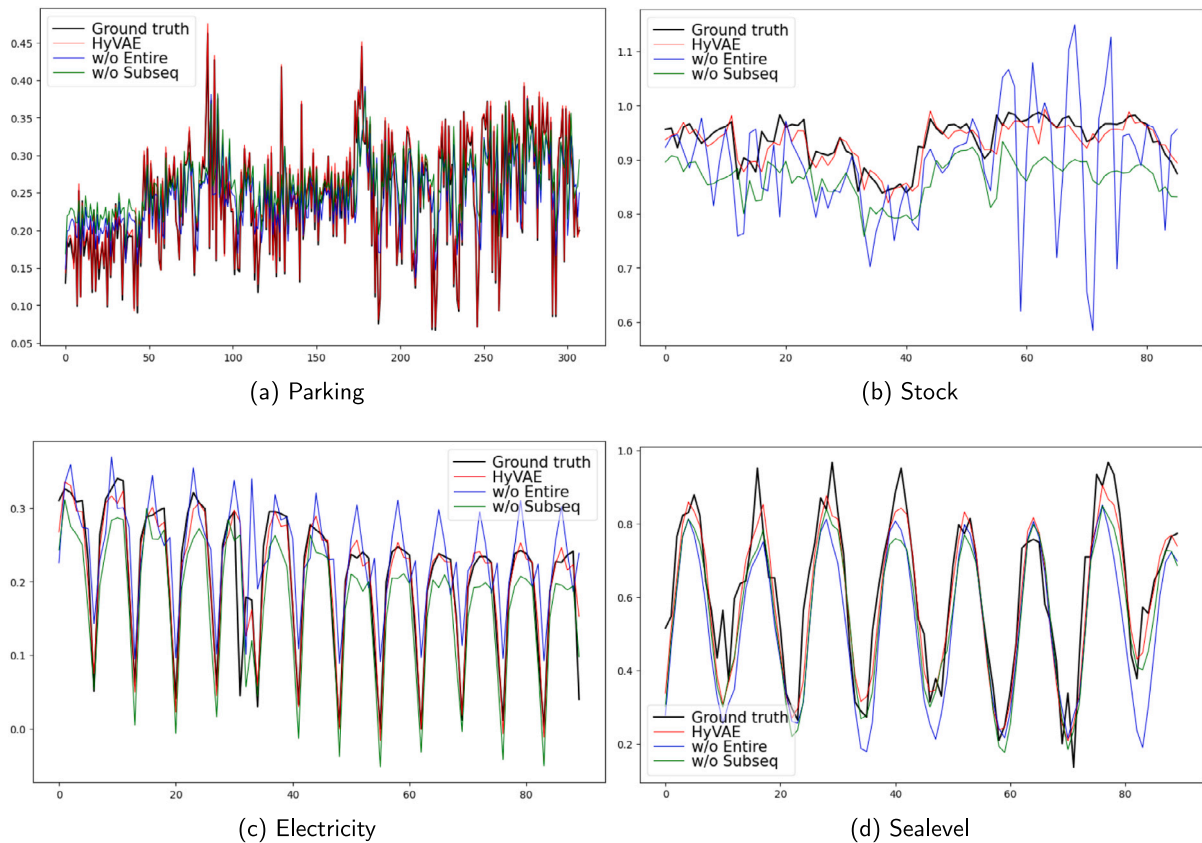 Ground truth
HyVAE
w/o Entire
w/o Subseq
0.45
0.40
0.35
0.30
0.25
0.20
0.15
0.10
0.05
0 50 100 150 200 250 300
(a) Parking
Ground truth
HyVAE
w/o Entire
w/o Subseq
1.1
1.0
0.9
0.8
0.7
0.6
0 20 40 60 80
(b) Stock
Ground truth
HyVAE
w/o Entire
w/o Subseq
0.3
0.2
0.1
0.0
0 20 40 60 80
(c) Electricity
1.0
0.8
0.6
0.4
0.2
Ground truth
HyVAE
w/o Entire
w/o Subseq
0 20 40 60 80
(d) Sealevel